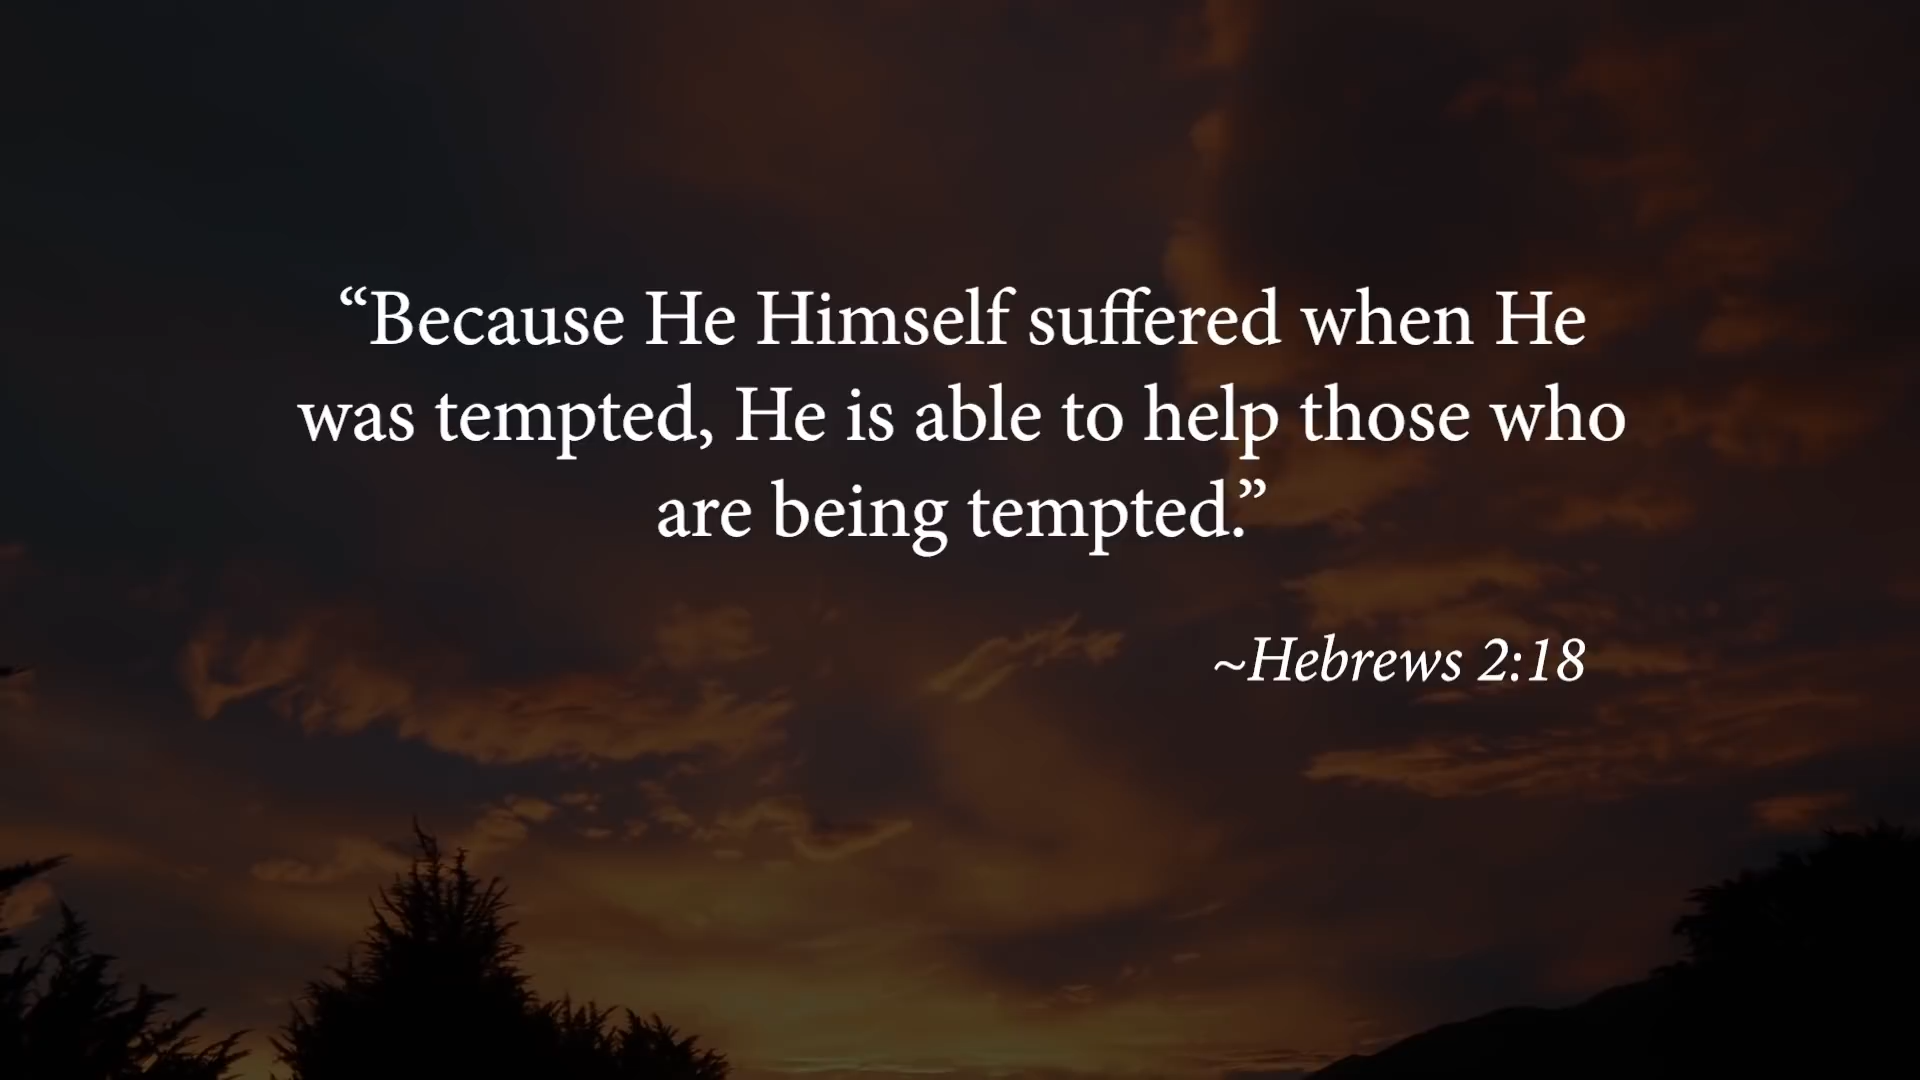 “Because He Himself suffered when He
was tempted, He is able to help those who
are being tempted.”
~Hebrews 2:18